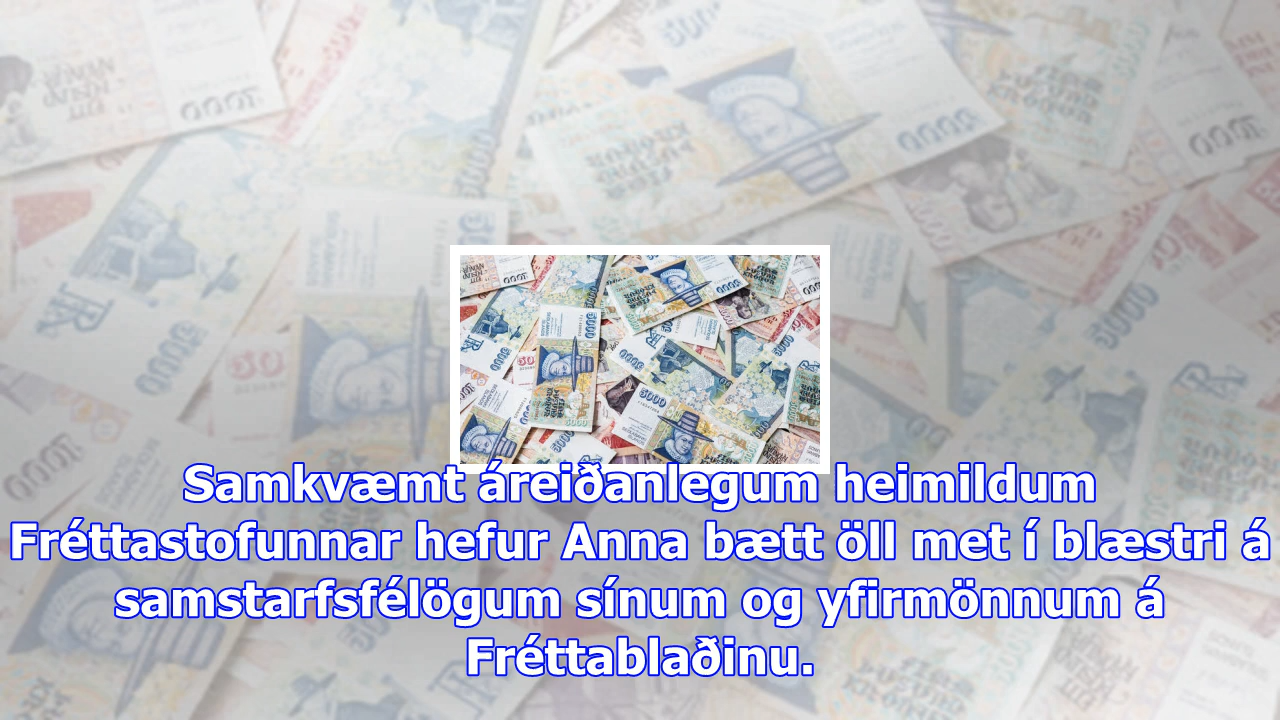 Samkvæmt áreiðanlegum heimildum
Fréttastofunnar hefur Anna bætt öll met í blæstri á
samstarfsfélögum sínum og yfirmönnum á
Fréttablaðinu.